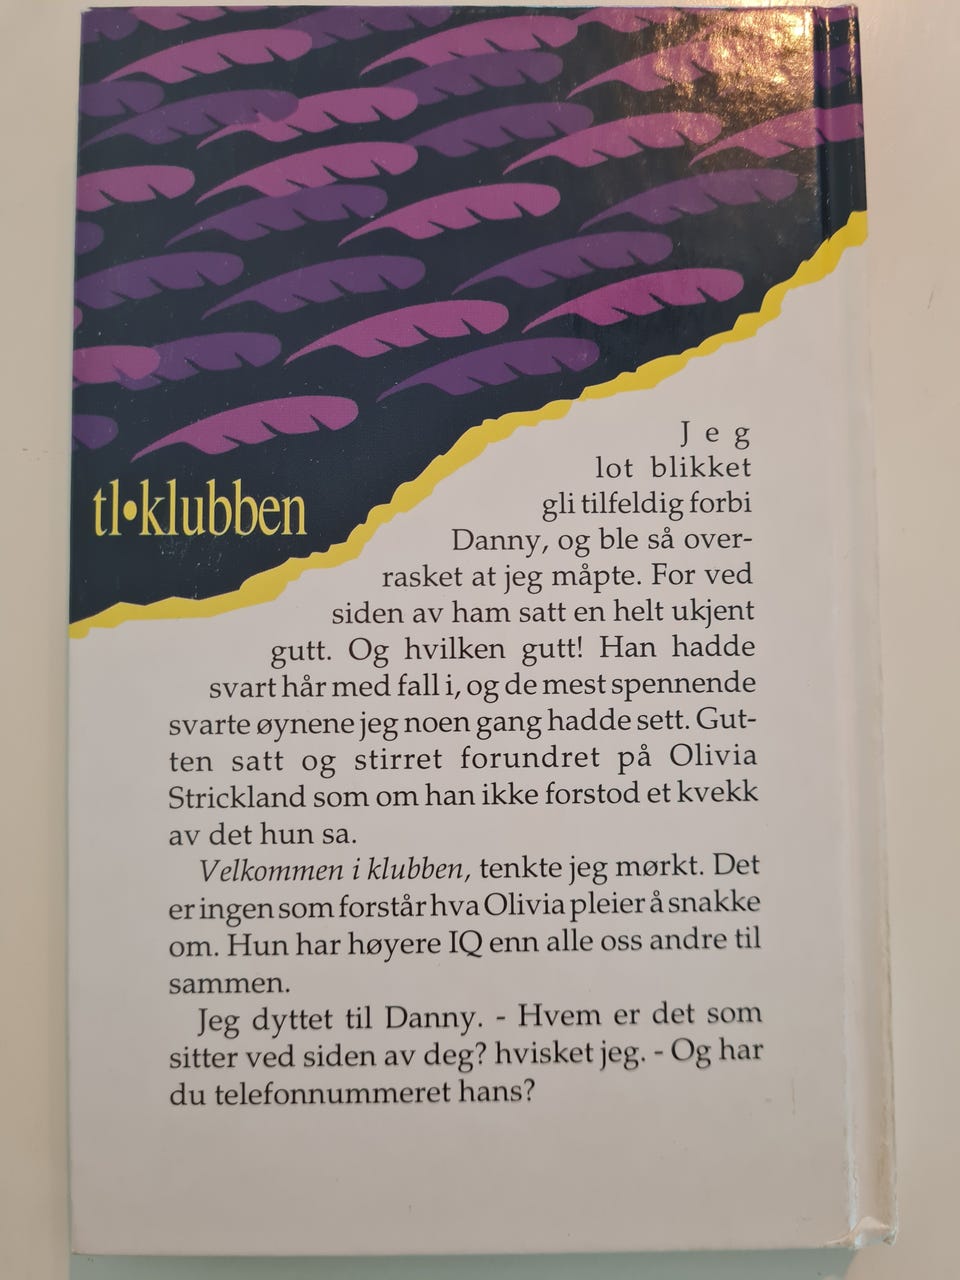 tl•klubben
Jeg
lot blikket
gli tilfeldig forbi
Danny, og ble så over-
rasket at jeg måpte. For ved
siden av ham satt en helt ukjent
gutt. Og hvilken gutt! Han hadde
svart hår med fall i, og de mest spennende
svarte øynene jeg noen gang hadde sett. Gut-
ten satt og stirret forundret på Olivia
Strickland som om han ikke forstod et kvekk
av det hun sa.
Velkommen i klubben, tenkte jeg mørkt. Det
er ingen som forstår hva Olivia pleier å snakke
om. Hun har høyere IQ enn alle oss andre til
sammen.
Jeg dyttet til Danny. - Hvem er det som
sitter ved siden av deg? hvisket jeg. - Og har
du telefonnummeret hans?